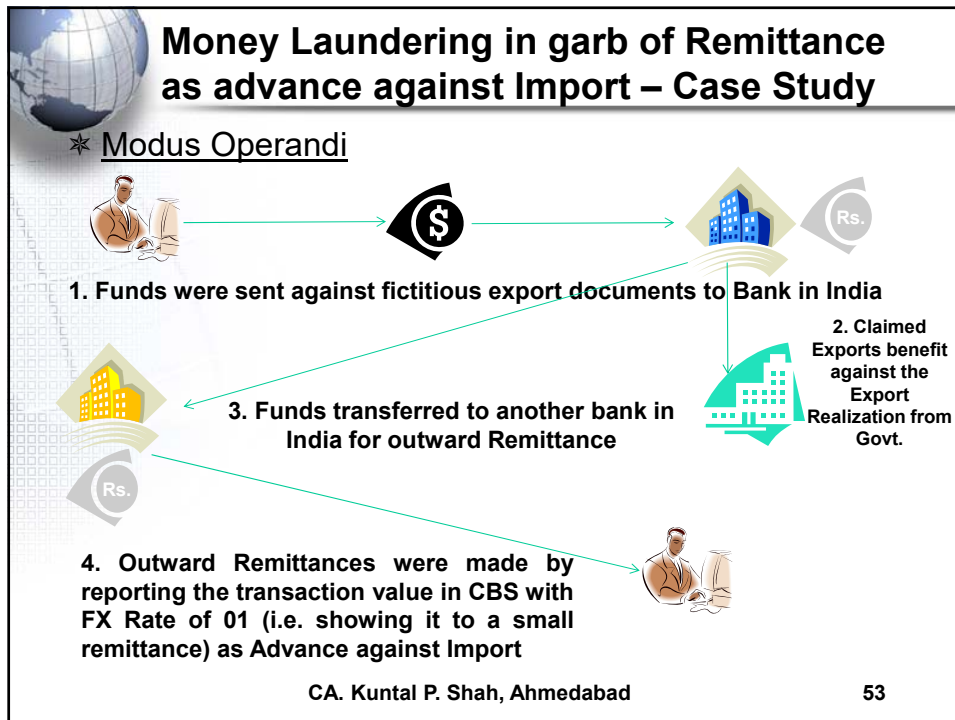 Money Laundering in garb of Remittance
as advance against Import – Case Study
Modus Operandi
$
Rs.
1. Funds were sent against fictitious export documents to Bank in India
2. Claimed
Exports benefit
against the
Export
Realization from
Govt.
3. Funds transferred to another bank in
India for outward Remittance
Rs.
4. Outward Remittances were made by
reporting the transaction value in CBS with
FX Rate of 01 (i.e. showing it to a small
remittance) as Advance against Import
CA. Kuntal P. Shah, Ahmedabad
53